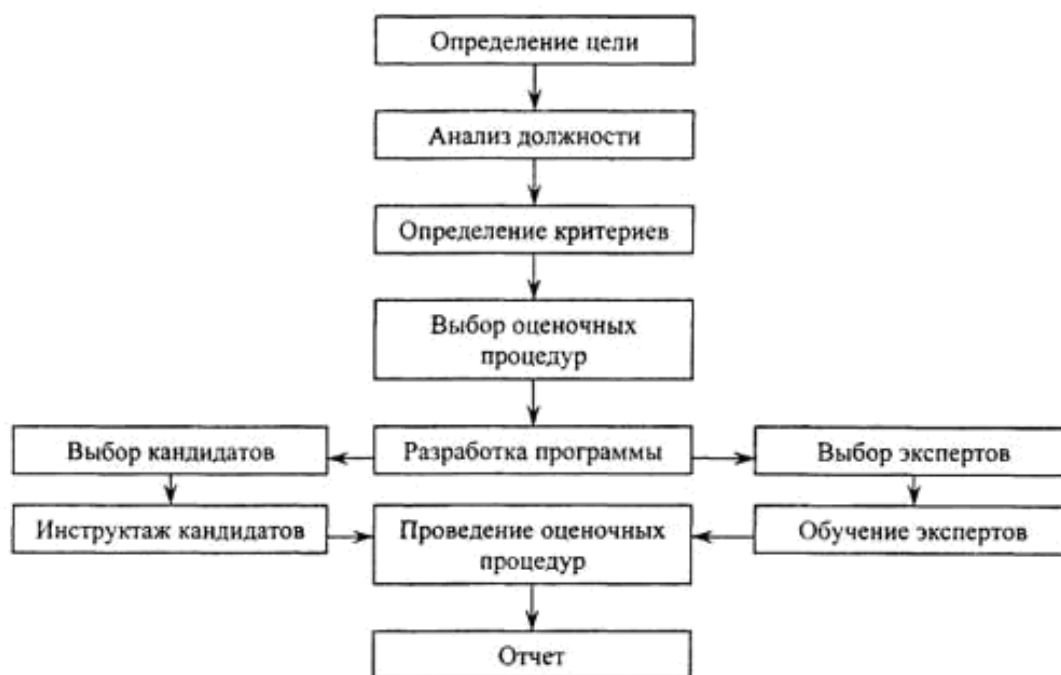 Определение цели
Анализ должности
Определение критериев
Выбор оценочных
процедур
Выбор кандидатов
Разработка программы
Выбор экспертов
Инструктаж кандидатов
Проведение оценочных
процедур
Обучение экспертов
Отчет